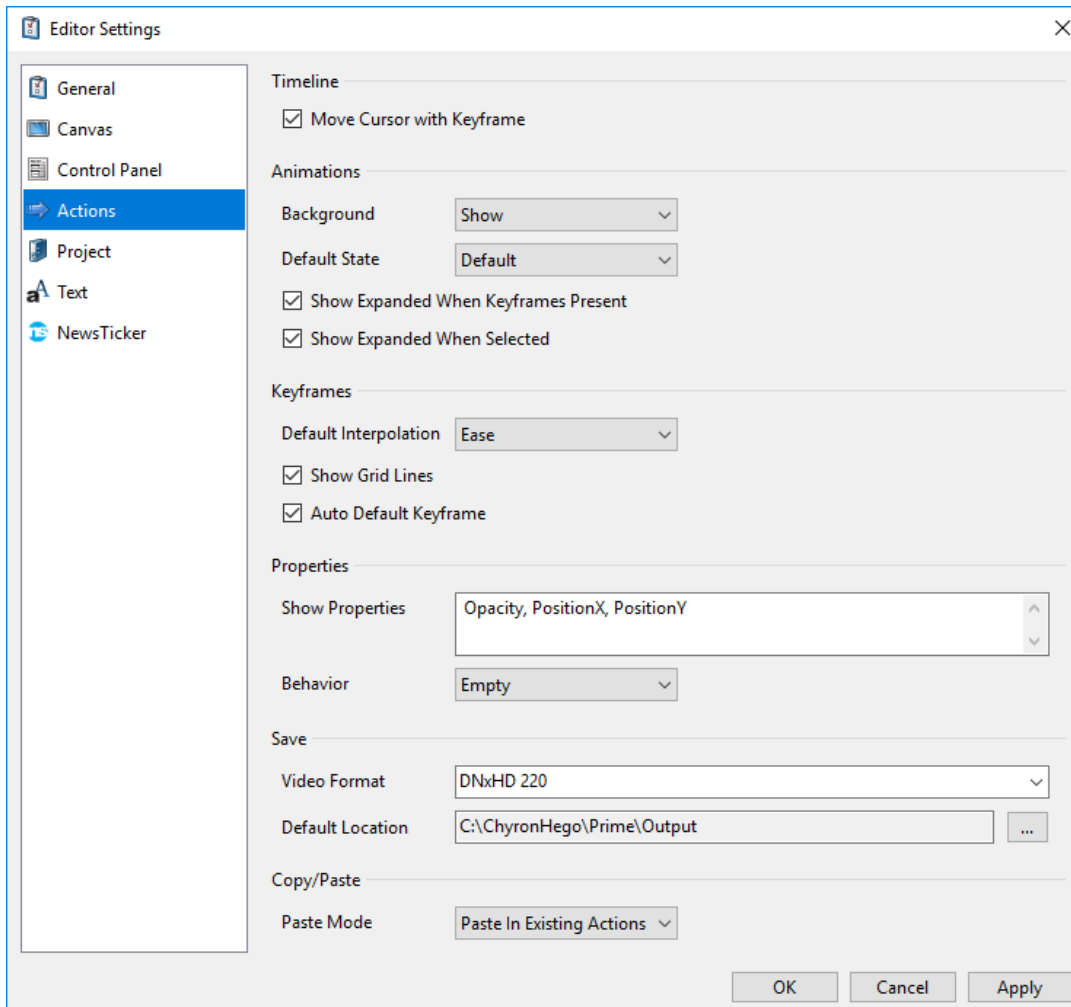 Editor Settings
General
Canvas
Control Panel
Actions
Project
Text
NewsTicker
Timeline
Move Cursor with Keyframe
Animations
Background Show
Default State Default
Show Expanded When Keyframes Present
Show Expanded When Selected
Keyframes
Default Interpolation Ease
Show Grid Lines
Auto Default Keyframe
Properties
Show Properties Opacity, PositionX, PositionY
Behavior Empty
Save
Video Format DNxHD 220
Default Location C:\ChyronHego\Prime\Output ...
Copy/Paste
Paste Mode Paste In Existing Actions
OK Cancel Apply